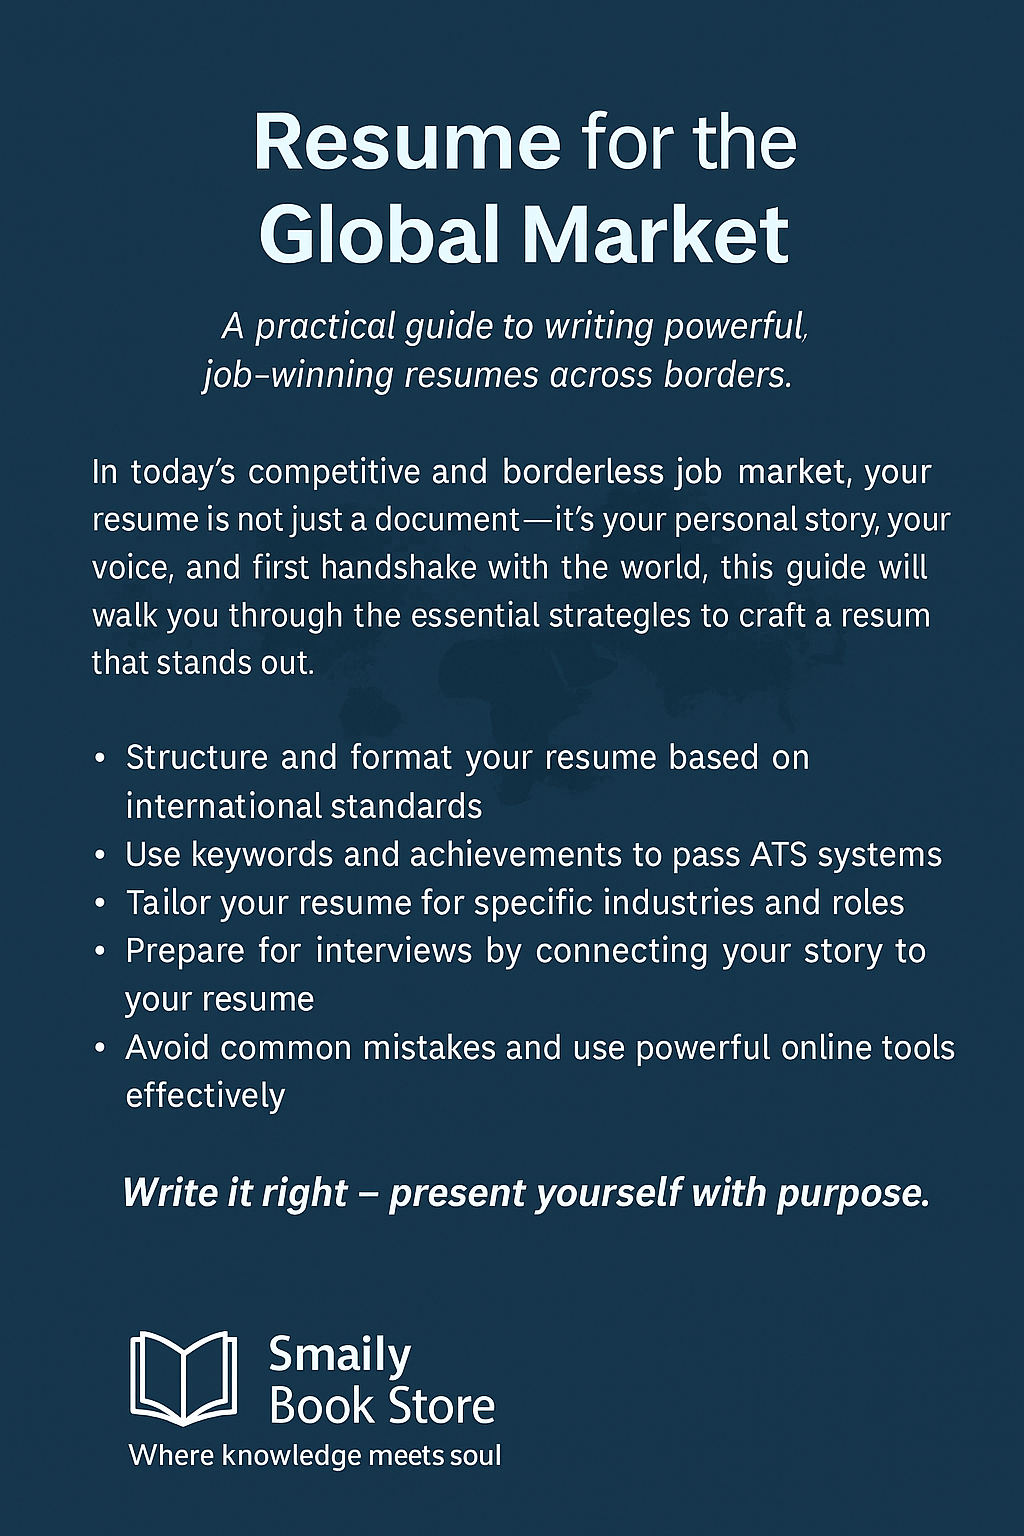 Resume for the
Global Market
A practical guide to writing powerful,
job-winning resumes across borders.
In today's competitive and borderless job market, your
resume is not just a document—it's your personal story, your
voice, and first handshake with the world, this guide will
walk you through the essential strategles to craft a resum
that stands out.
• Structure and format your resume based on
international standards
• Use keywords and achievements to pass ATS systems
• Tailor your resume for specific industries and roles
• Prepare for interviews by connecting your story to
your resume
• Avoid common mistakes and use powerful online tools
effectively
Write it right – present yourself with purpose.
Smaily
Book Store
Where knowledge meets soul